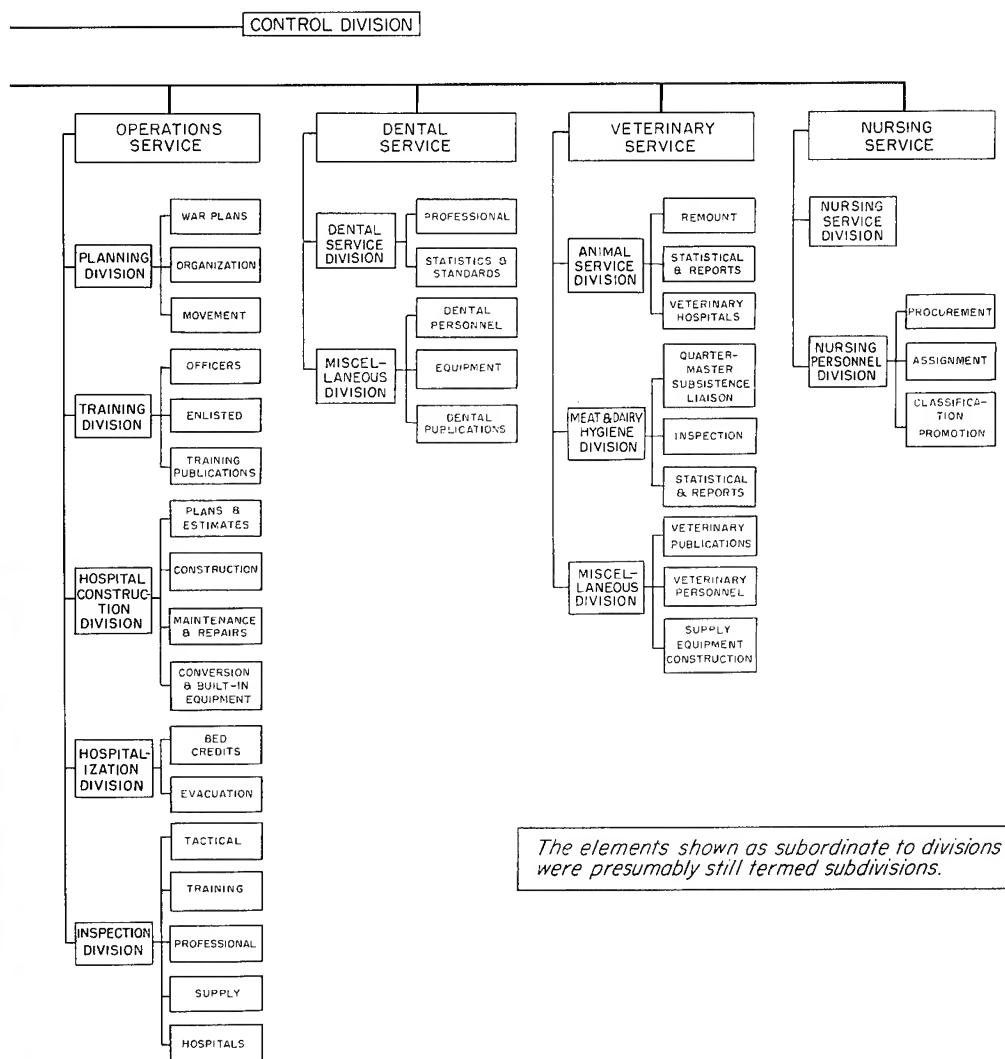 CONTROL DIVISION
OPERATIONS
SERVICE
PLANNING
DIVISION
WAR PLANS
ORGANIZATION
MOVEMENT
TRAINING
DIVISION
OFFICERS
ENLISTED
TRAINING
PUBLICATIONS
HOSPITAL
CONSTRUC-
TION
DIVISION
PLANS &
ESTIMATES
CONSTRUCTION
MAINTENANCE
& REPAIRS
CONVERSION
& BUILT-IN
EQUIPMENT
HOSPITAL-
IZATION
DIVISION
BED
CREDITS
EVACUATION
INSPECTION
DIVISION
TACTICAL
TRAINING
PROFESSIONAL
SUPPLY
HOSPITALS
DENTAL
SERVICE
DENTAL
SERVICE
DIVISION
PROFESSIONAL
STATISTICS &
STANDARDS
MISCEL-
LANEOUS
DIVISION
DENTAL
PERSONNEL
EQUIPMENT
DENTAL
PUBLICATIONS
VETERINARY
SERVICE
ANIMAL
SERVICE
DIVISION
REMOUNT
STATISTICAL
& REPORTS
VETERINARY
HOSPITALS
MEAT & DAIRY
HYGIENE
DIVISION
QUARTER-
MASTER
SUBSISTENCE
LIAISON
INSPECTION
STATISTICAL
& REPORTS
MISCEL-
LANEOUS
DIVISION
VETERINARY
PUBLICATIONS
VETERINARY
PERSONNEL
SUPPLY
EQUIPMENT
CONSTRUCTION
NURSING
SERVICE
NURSING
SERVICE
DIVISION
NURSING
PERSONNEL
DIVISION
PROCUREMENT
ASSIGNMENT
CLASSIFICA-
TION
PROMOTION
The elements shown as subordinate to divisions
were presumably still termed subdivisions.